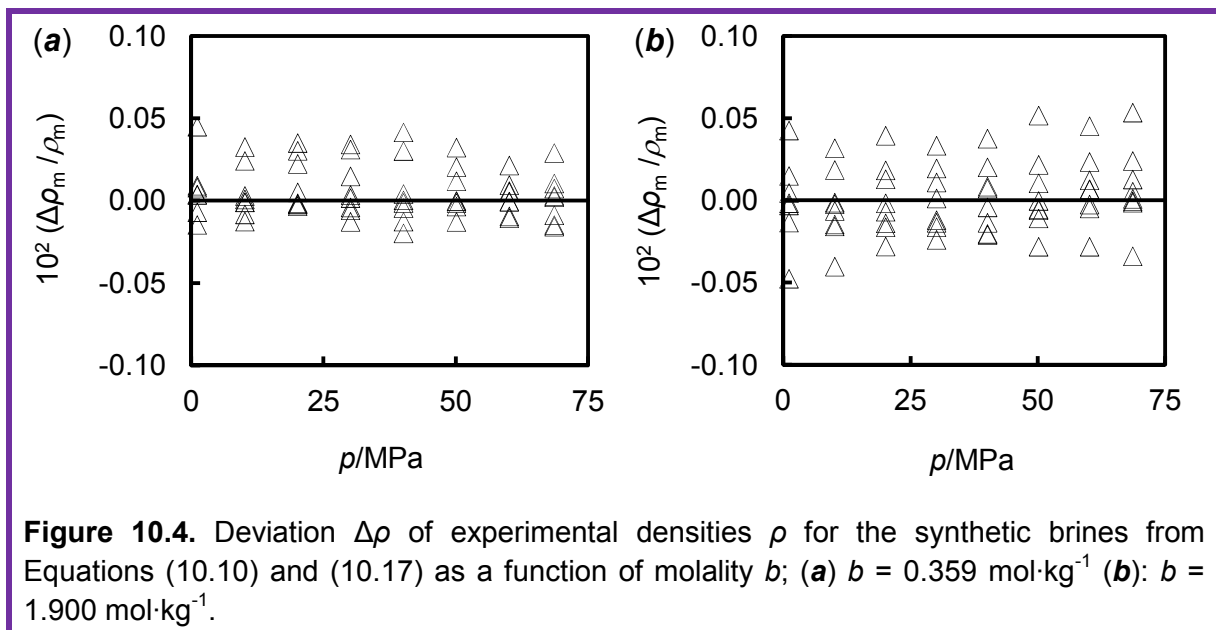 (a)
10² (Δρm /ρm)
0.10
0.05
0.00
-0.05
-0.10
0 25 50 75
p/MPa
(b)
10² (Δρm /ρm)
0.10
0.05
0.00
-0.05
-0.10
0 25 50 75
p/MPa
Figure 10.4. Deviation Δρ of experimental densities ρ for the synthetic brines from
Equations (10.10) and (10.17) as a function of molality b; (a) b = 0.359 mol·kg⁻¹ (b): b =
1.900 mol·kg⁻¹.